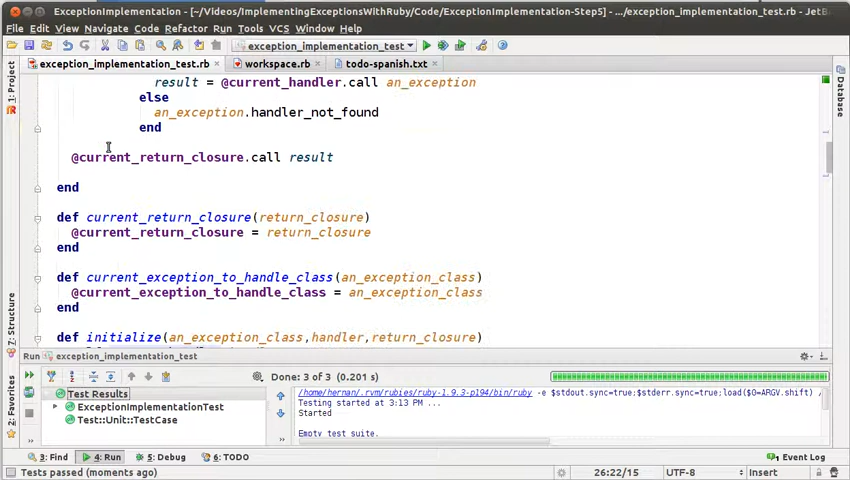 ExceptionImplementation - [~/Videos/ImplementingExceptionsWithRuby/Code/ExceptionImplementation-Step5] - .../exception_implementation_test.rb - JetBra
File Edit View Navigate Code Refactor Run Tools VCS Window Help
exception_implementation_test
exception_implementation_test.rb workspace.rb todo-spanish.txt
1: Project
Database
result = @current_handler.call an_exception
else
an_exception.handler_not_found
end
@current_return_closure.call result
end
def current_return_closure(return_closure)
@current_return_closure = return_closure
end
def current_exception_to_handle_class(an_exception_class)
@current_exception_to_handle_class = an_exception_class
end
def initialize(an_exception_class,handler,return_closure)
7: Structure
2: Favorites
Run exception_implementation_test
Done: 3 of 3 (0.201 s)
Test Results
ExceptionImplementationTest
Test::Unit::TestCase
/home/hernan/.rvm/rubies/ruby-1.9.3-p194/bin/ruby -e $stdout.sync=true;$stderr.sync=true;load($0=ARGV.shift) /
Testing started at 3:13 PM ...
Started
Empty test suite.
3: Find 4: Run 5: Debug 6: TODO 1 Event Log
Tests passed (moments ago) 26:22/15 UTF-8 Insert